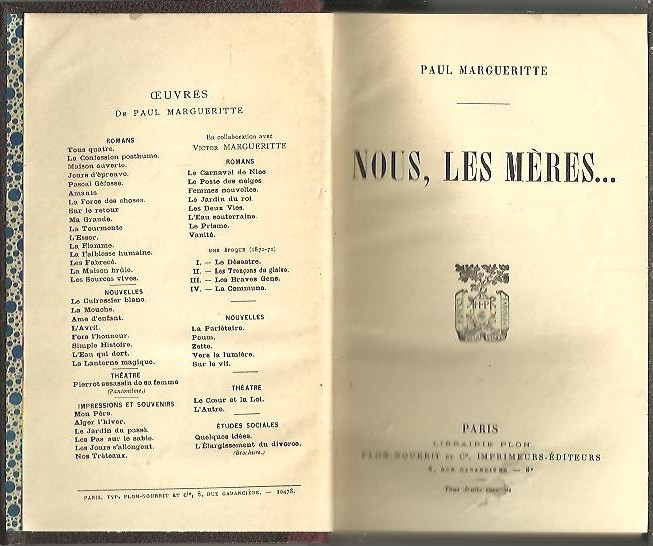 ŒUVRES
DE PAUL MARGUERITTE
ROMANS
Tous quatre.
La Confession posthume.
Maison ouverte.
Jours d'épreuve.
Pascal Géfosse.
Amants
La Force des choses.
Sur le retour
Ma Grande.
La Tourmente
L'Essor.
La Flamme.
La Faiblesse humaine.
Les Fabrecé.
La Maison brûle.
Les Sources vives.
NOUVELLES
Le Cuirassier blanc.
La Mouche.
Ame d'enfant.
L'Avril.
Fors l'honneur.
Simple Histoire.
L'Eau qui dort.
La Lanterne magique.
THÉATRE
Pierrot assassin de sa femme
(Pantomime.)
IMPRESSIONS ET SOUVENIRS
Mon Père.
Alger l'hiver.
Le Jardin du passé.
Les Pas sur le sable.
Les Jours s'allongent.
Nos Tréteaux.
En collaboration avec
VICTOR MARGUERITTE
ROMANS
Le Carnaval de Nice
Le Poste des neiges
Femmes nouvelles.
Le Jardin du roi.
Les Deux Vies.
L'Eau souterraine.
Le Prisme.
Vanité.
UNE ÉPOQUE (1870-71)
I. — Le Désastre.
II. — Les Tronçons du glaive.
III. — Les Braves Gens.
IV. — La Commune.
NOUVELLES
La Pariétaire.
Poum.
Zette.
Vers la lumière.
Sur le vif.
THÉATRE
Le Cœur et la Loi.
L'Autre.
ÉTUDES SOCIALES
Quelques idées.
L'Élargissement du divorce.
(Brochure.)
PARIS. TYP. PLON-NOURRIT ET Cie, 8, RUE GARANCIÈRE. — 10478.
PAUL MARGUERITTE
NOUS, LES MÈRES...
PARIS
LIBRAIRIE PLON
PLON-NOURRIT ET Cie, IMPRIMEURS-ÉDITEURS
8, RUE GARANCIÈRE — 6e
Tous droits réservés